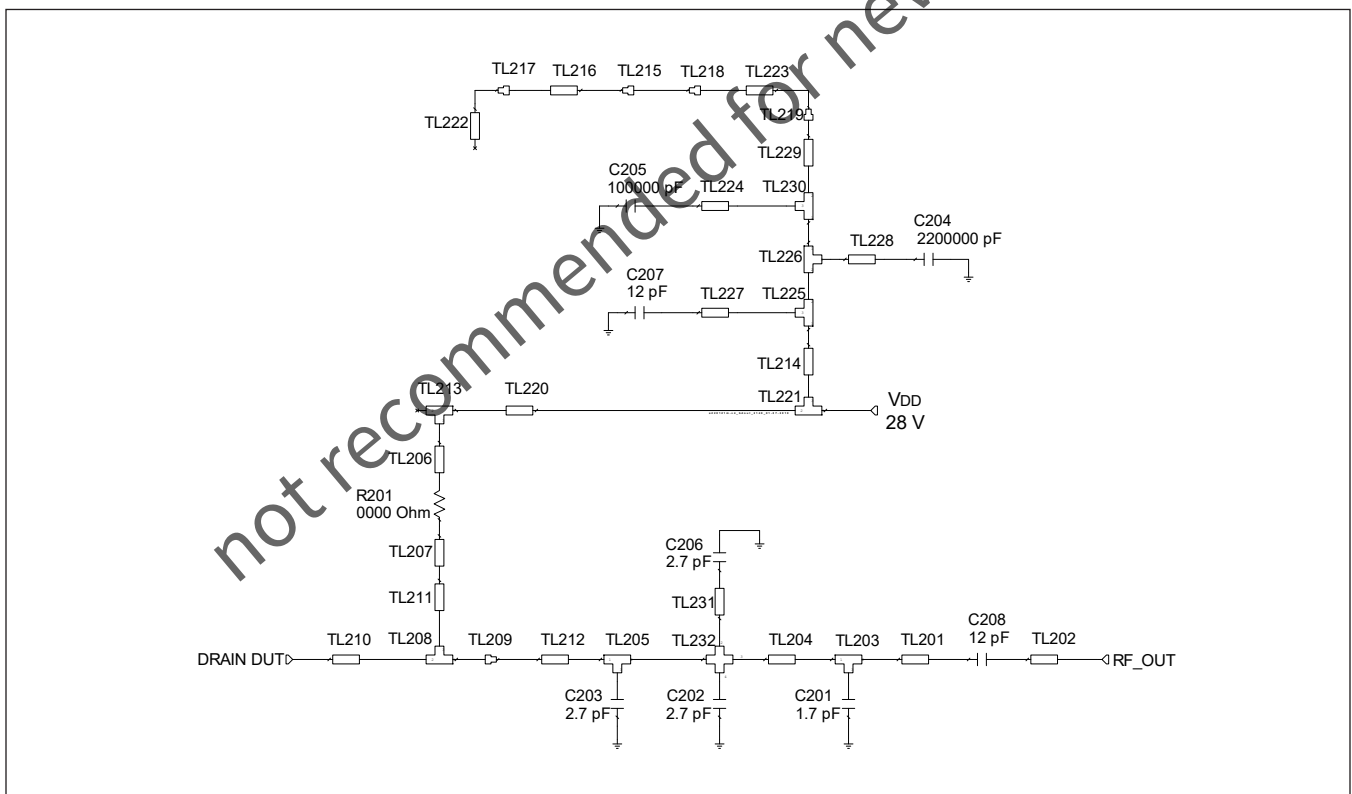 not recommended for new
TL217 TL216 TL215 TL218 TL223
TL222
TL219
TL229
C205
100000 pF
TL224
TL230
C204
2200000 pF
TL228
TL226
C207
12 pF
TL227
TL225
TL214
TL213
TL220
TL221
VDD
28 V
TL206
R201
0000 Ohm
TL207
C206
2.7 pF
TL211
TL231
DRAIN DUT
TL210
TL208
TL209
TL212
TL205
TL232
TL204
TL203
TL201
C208
12 pF
TL202
RF_OUT
C203
2.7 pF
C202
2.7 pF
C201
1.7 pF